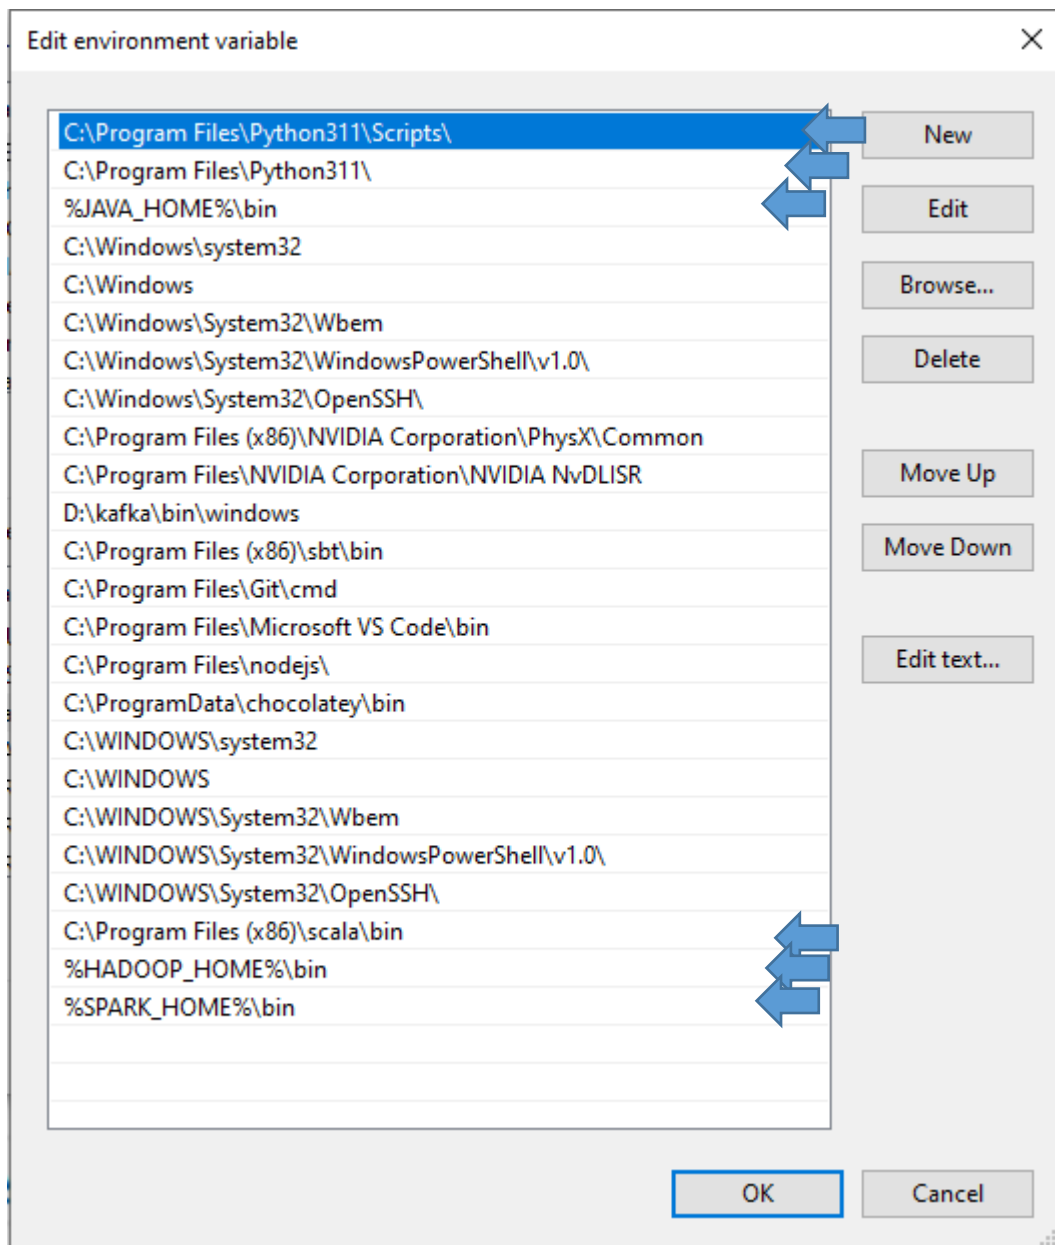 Edit environment variable
C:\Program Files\Python311\Scripts\
C:\Program Files\Python311\
%JAVA_HOME%\bin
C:\Windows\system32
C:\Windows
C:\Windows\System32\Wbem
C:\Windows\System32\WindowsPowerShell\v1.0\
C:\Windows\System32\OpenSSH\
C:\Program Files (x86)\NVIDIA Corporation\PhysX\Common
C:\Program Files\NVIDIA Corporation\NVIDIA NvDLISR
D:\kafka\bin\windows
C:\Program Files (x86)\sbt\bin
C:\Program Files\Git\cmd
C:\Program Files\Microsoft VS Code\bin
C:\Program Files\nodejs\
C:\ProgramData\chocolatey\bin
C:\WINDOWS\system32
C:\WINDOWS
C:\WINDOWS\System32\Wbem
C:\WINDOWS\System32\WindowsPowerShell\v1.0\
C:\WINDOWS\System32\OpenSSH\
C:\Program Files (x86)\scala\bin
%HADOOP_HOME%\bin
%SPARK_HOME%\bin
New
Edit
Browse...
Delete
Move Up
Move Down
Edit text...
OK
Cancel